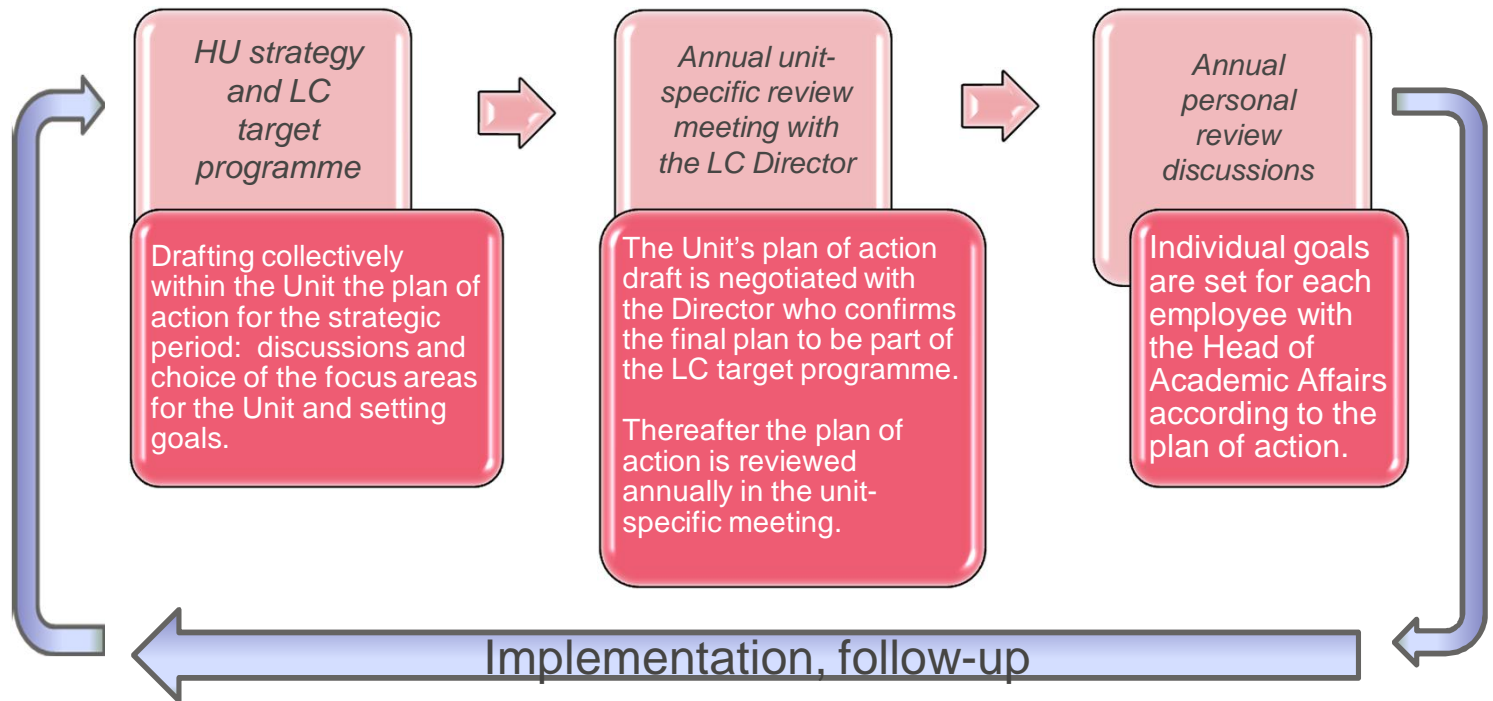 HU strategy
and LC
target
programme
Drafting collectively
within the Unit the plan of
action for the strategic
period:  discussions and
choice of the focus areas
for the Unit and setting
goals.
Annual unit-
specific review
meeting with
the LC Director
The Unit’s plan of action
draft is negotiated with
the Director who confirms
the final plan to be part of
the LC target programme.
Thereafter the plan of
action is reviewed
annually in the unit-
specific meeting.
Annual
personal
review
discussions
Individual goals
are set for each
employee with
the Head of
Academic Affairs
according to the
plan of action.
Implementation, follow-up